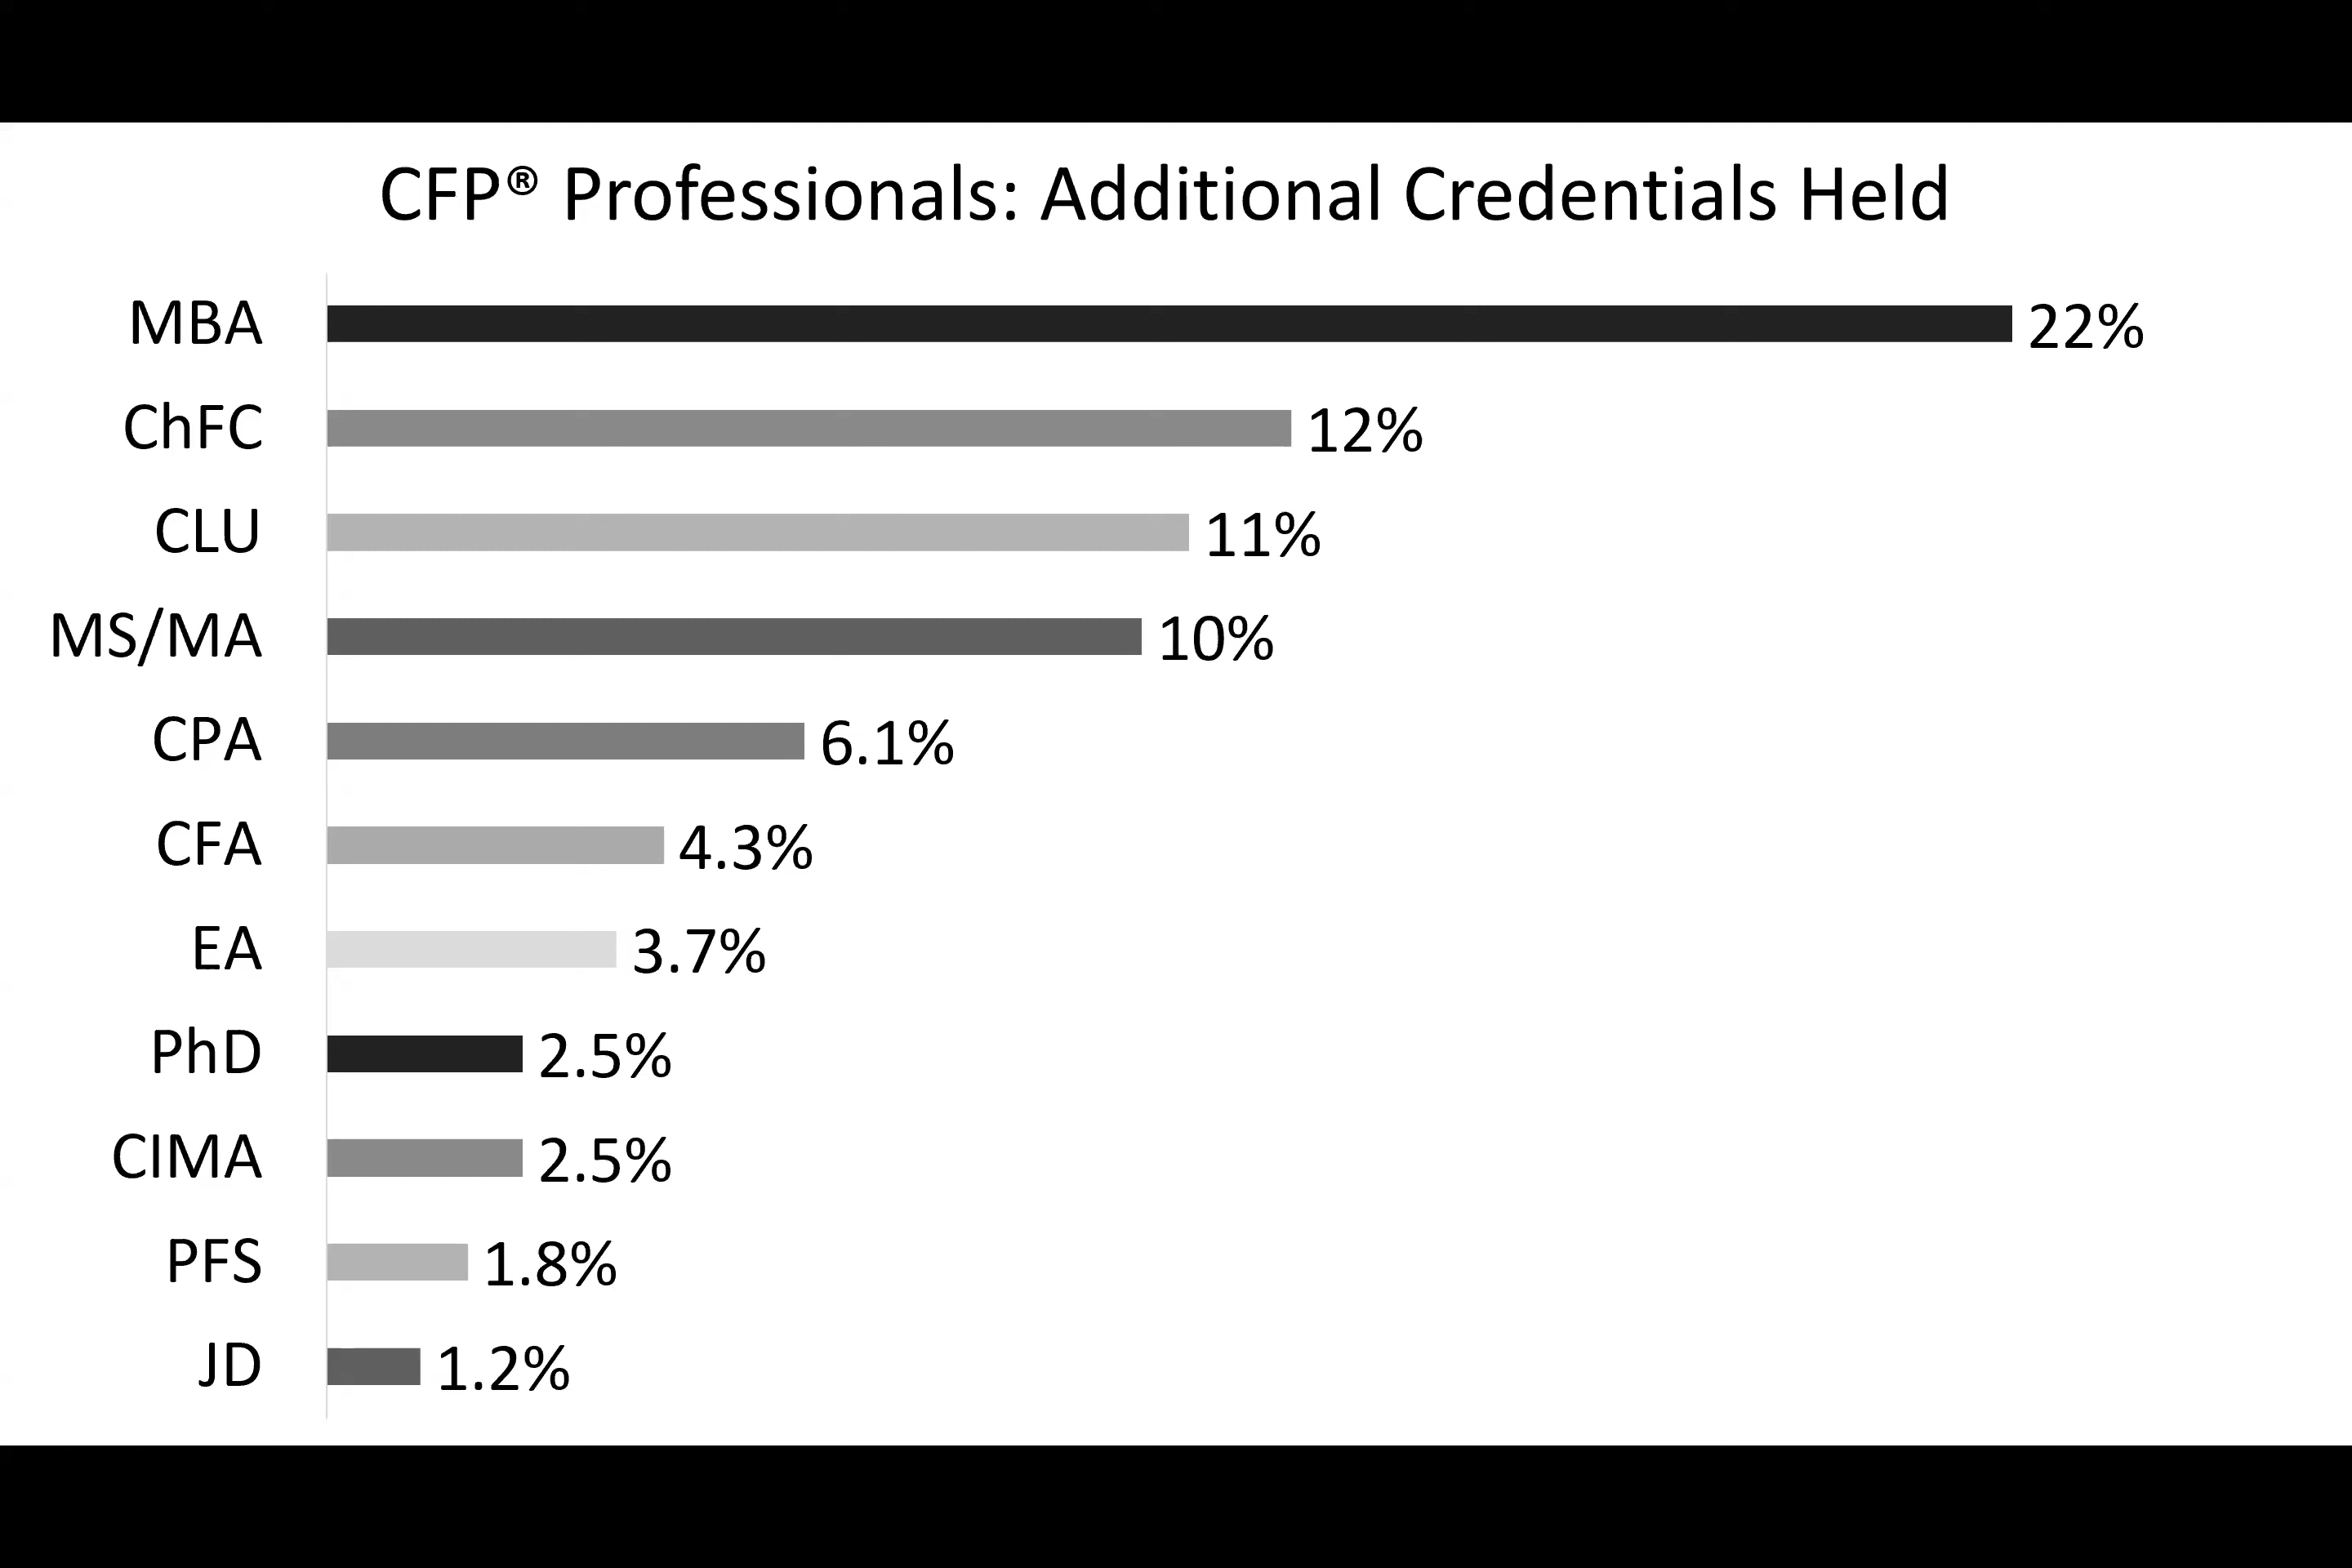 CFP® Professionals: Additional Credentials Held
MBA 22%
ChFC 12%
CLU 11%
MS/MA 10%
CPA 6.1%
CFA 4.3%
EA 3.7%
PhD 2.5%
CIMA 2.5%
PFS 1.8%
JD 1.2%